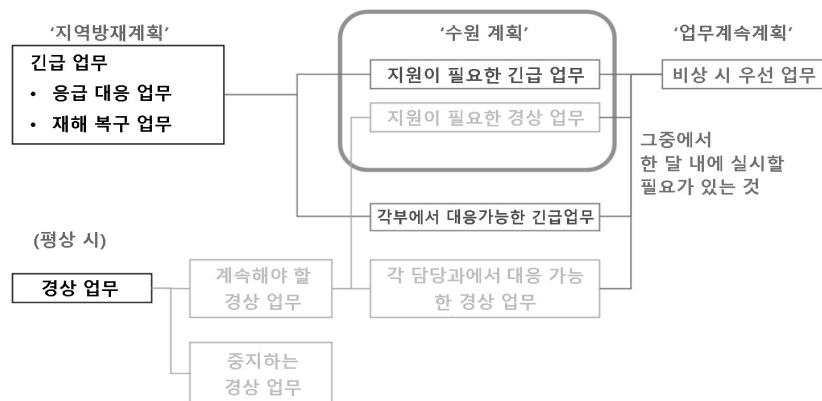 '지역방재계획'
'수원 계획'
'업무계속계획'
긴급 업무
• 응급 대응 업무
• 재해 복구 업무
지원이 필요한 긴급 업무
비상 시 우선 업무
지원이 필요한 경상 업무
그중에서
한 달 내에 실시할
필요가 있는 것
각부에서 대응가능한 긴급업무
(평상 시)
경상 업무
계속해야 할
경상 업무
각 담당과에서 대응 가능
한 경상 업무
중지하는
경상 업무